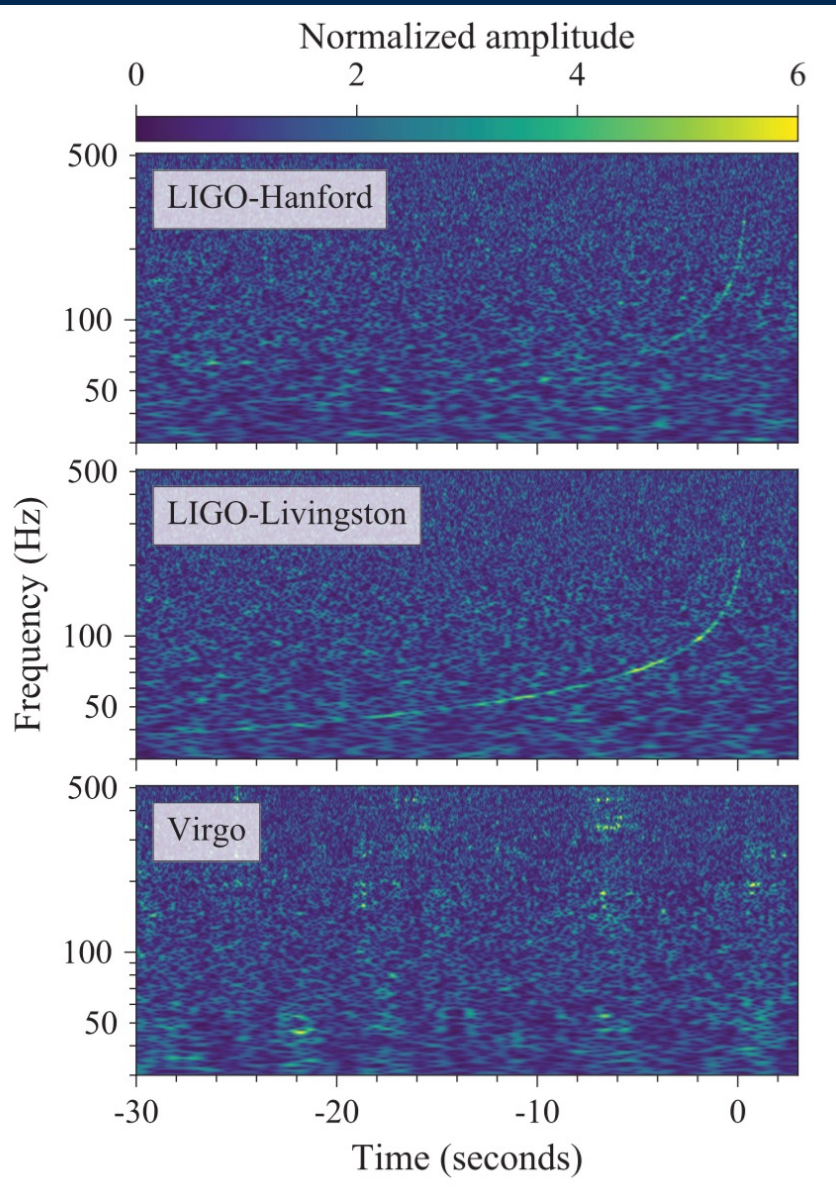 Normalized amplitude
0 2 4 6
500
LIGO-Hanford
100
50
500
LIGO-Livingston
100
50
Frequency (Hz)
500
Virgo
100
50
-30 -20 -10 0
Time (seconds)